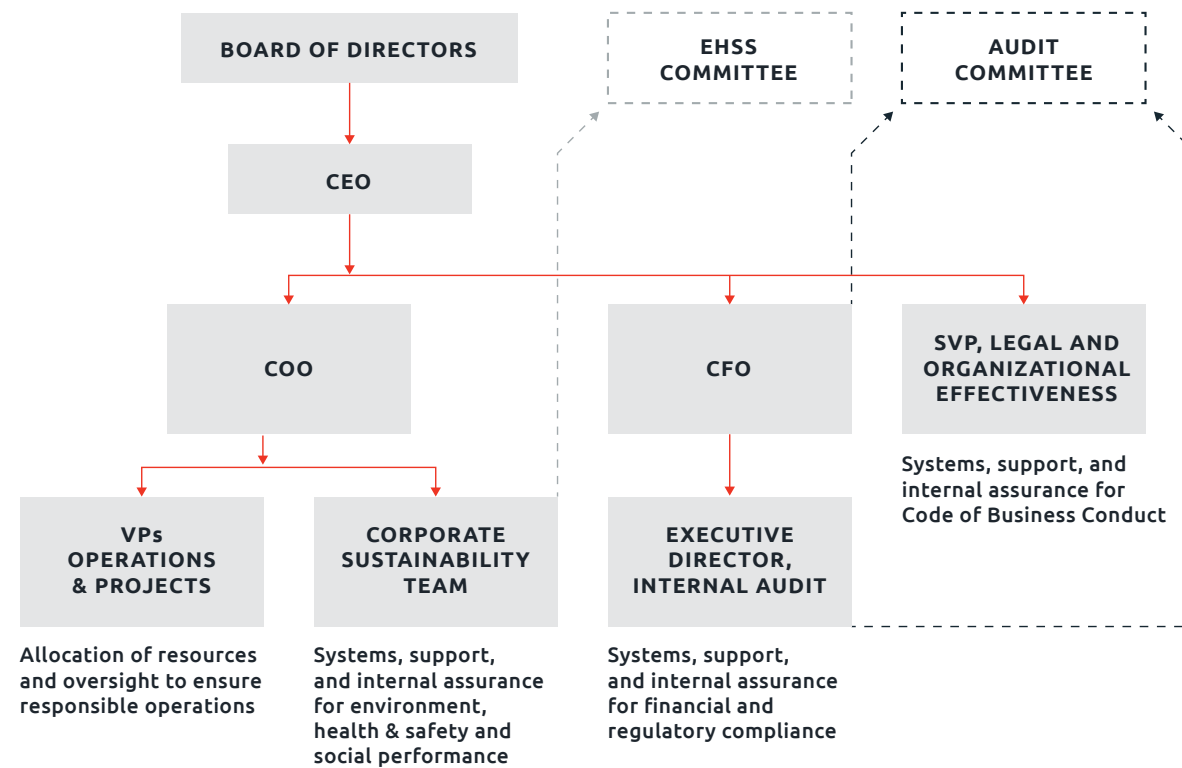 BOARD OF DIRECTORS
EHSS
COMMITTEE
AUDIT
COMMITTEE
CEO
COO
CFO
SVP, LEGAL AND
ORGANIZATIONAL
EFFECTIVENESS
Systems, support, and
internal assurance for
Code of Business Conduct
VPs
OPERATIONS
& PROJECTS
CORPORATE
SUSTAINABILITY
TEAM
EXECUTIVE
DIRECTOR,
INTERNAL AUDIT
Allocation of resources
and oversight to ensure
responsible operations
Systems, support,
and internal assurance
for environment,
health & safety and
social performance
Systems, support,
and internal assurance
for financial and
regulatory compliance